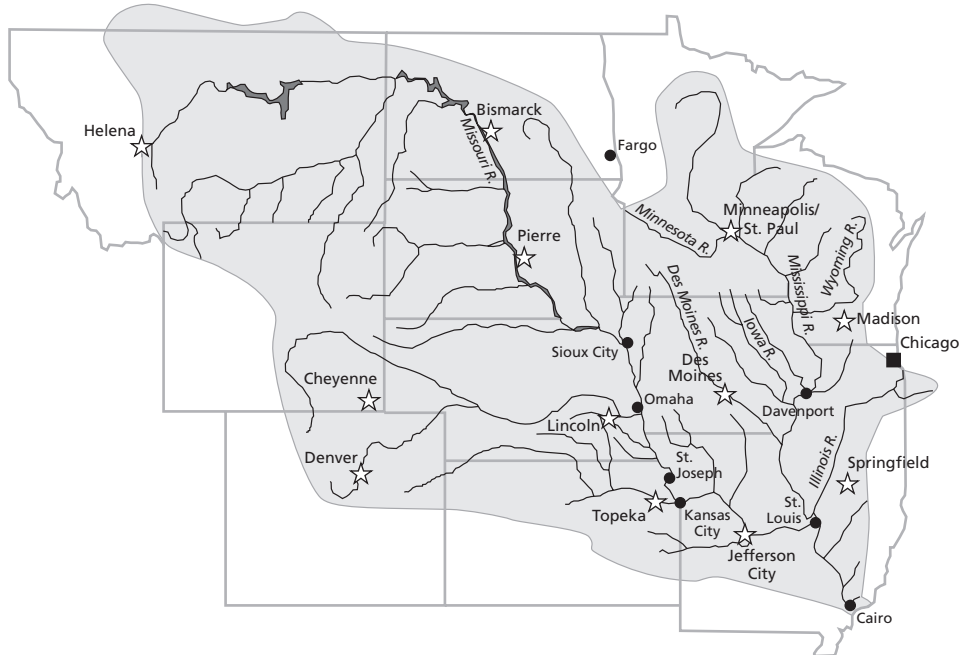 Bismarck
Helena
Missouri R.
Fargo
Minneapolis/
St. Paul
Minnesota R.
Wyoming R.
Pierre
Mississippi R.
Des Moines R.
Madison
Iowa R.
Chicago
Sioux City
Des
Moines
Cheyenne
Omaha
Davenport
Lincoln
Illinois R.
Denver
St.
Joseph
Springfield
St.
Louis
Topeka
Kansas
City
Jefferson
City
Cairo